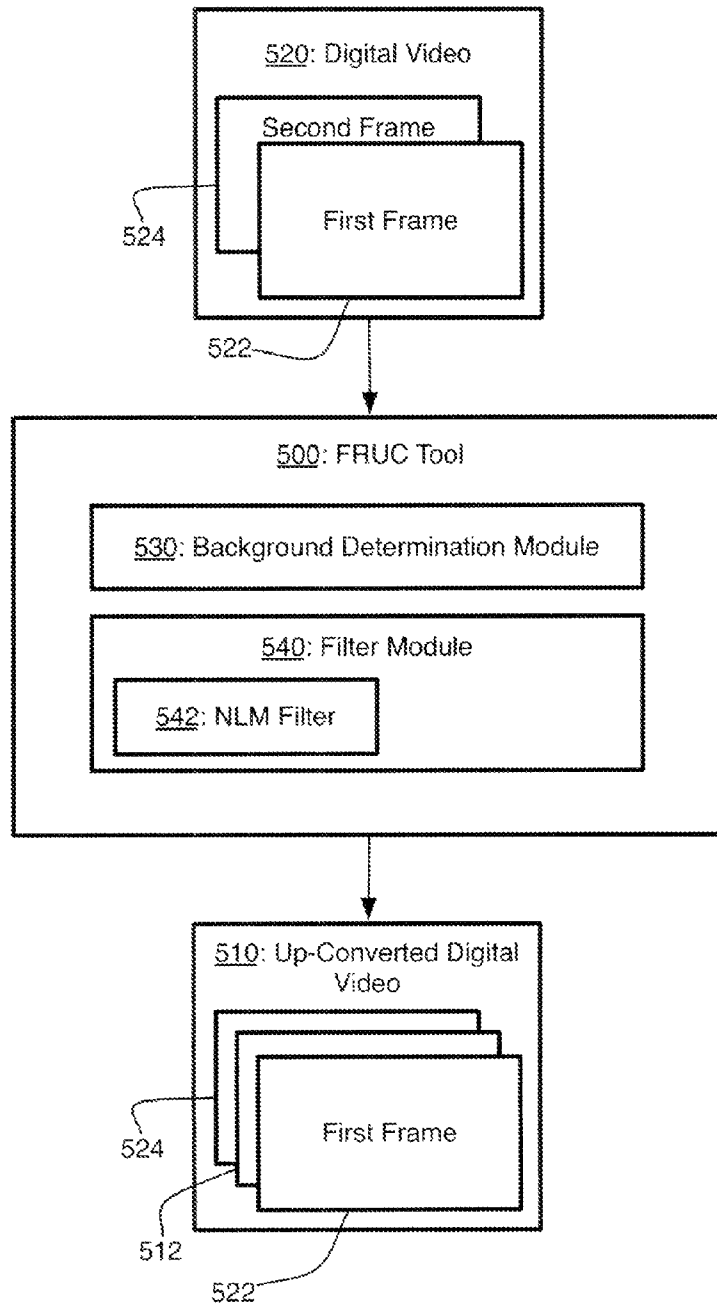 520: Digital Video
Second Frame
First Frame
524
522
500: FRUC Tool
530: Background Determination Module
540: Filter Module
542: NLM Filter
510: Up-Converted Digital
Video
First Frame
524
512
522